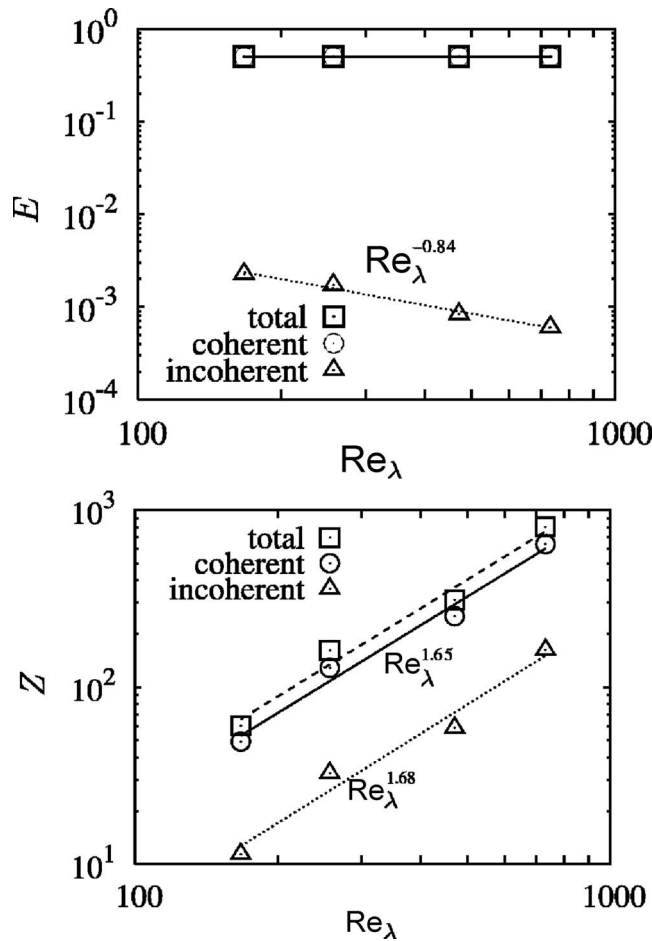 10^0
10^-1
10^-2
10^-3
10^-4
E
Re_λ^-0.84
total
coherent
incoherent
100
1000
Re_λ
10^3
10^2
10^1
Z
total
coherent
incoherent
Re_λ^1.65
Re_λ^1.68
100
1000
Re_λ